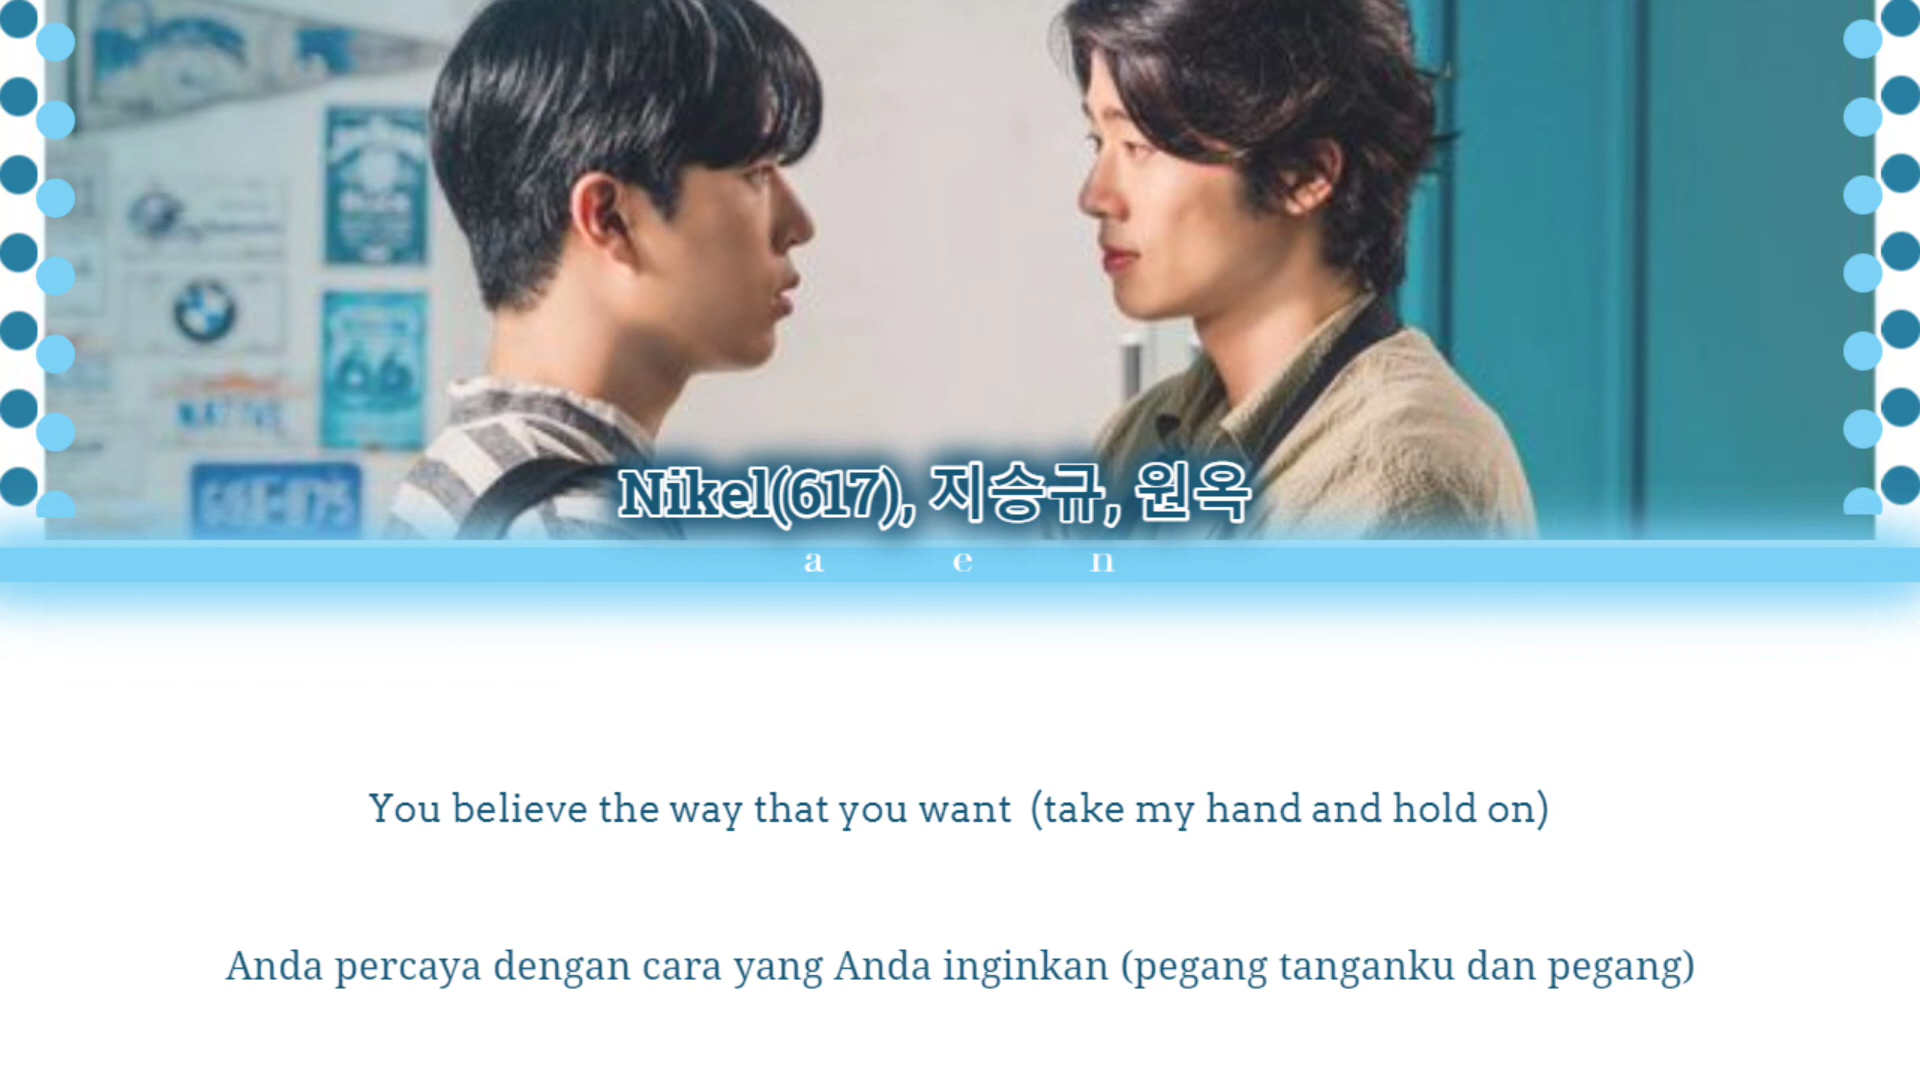 66
Nikel(617), 지승규, 원옥
a e n
You believe the way that you want (take my hand and hold on)
Anda percaya dengan cara yang Anda inginkan (pegang tanganku dan pegang)